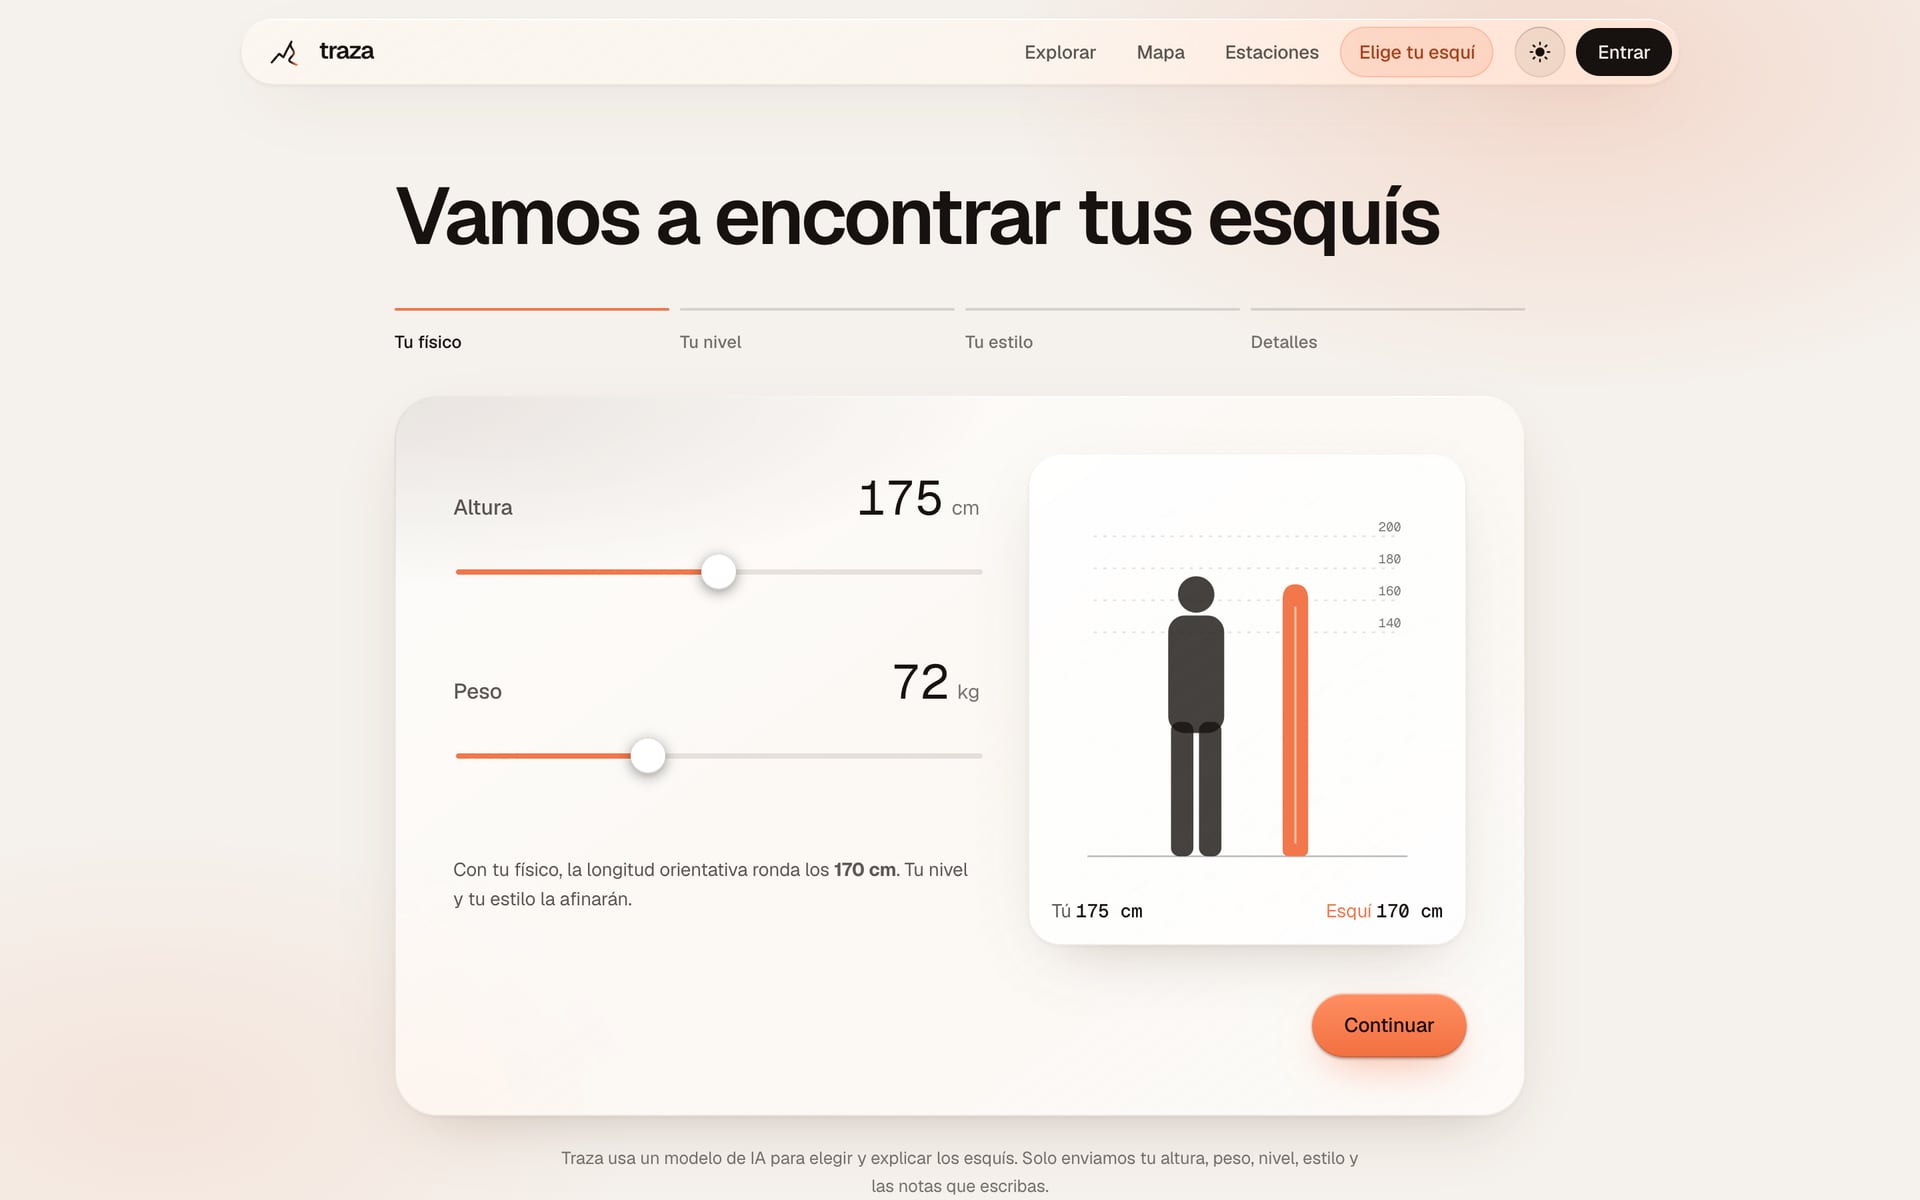 traza
Explorar Mapa Estaciones Elige tu esquí Entrar
Vamos a encontrar tus esquís
Tu físico Tu nivel Tu estilo Detalles
Altura 175 cm
Peso 72 kg
Con tu físico, la longitud orientativa ronda los 170 cm. Tu nivel
y tu estilo la afinarán.
200
180
160
140
Tú 175 cm Esquí 170 cm
Continuar
Traza usa un modelo de IA para elegir y explicar los esquís. Solo enviamos tu altura, peso, nivel, estilo y
las notas que escribas.